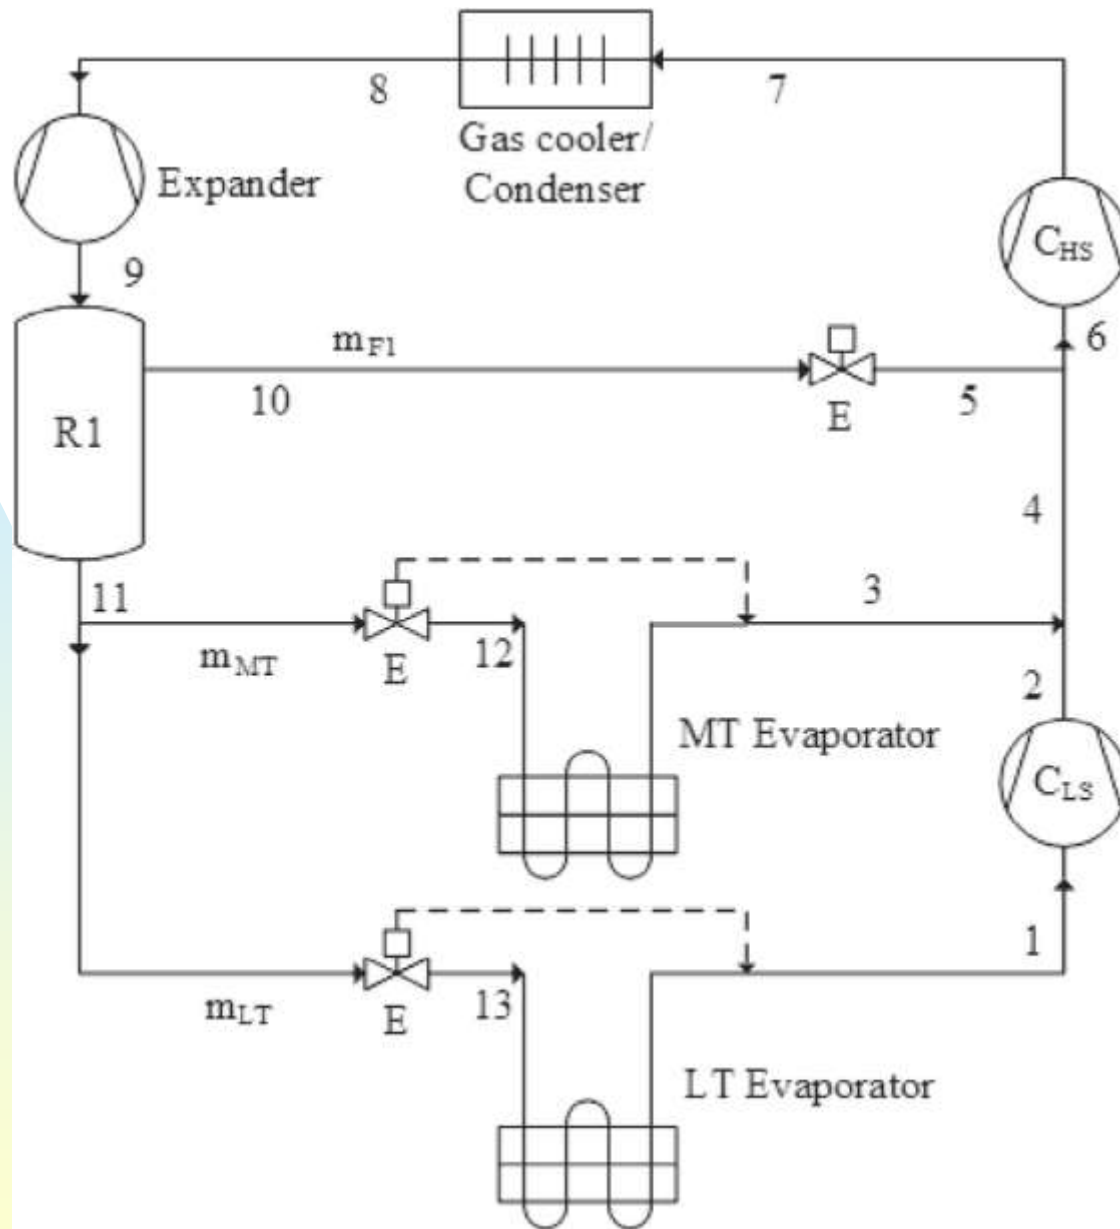 8
7
Gas cooler/
Condenser
Expander
C_HS
9
m_F1
6
10
E
5
R1
4
11
3
m_MT
12
E
2
MT Evaporator
C_LS
1
m_LT
13
E
LT Evaporator